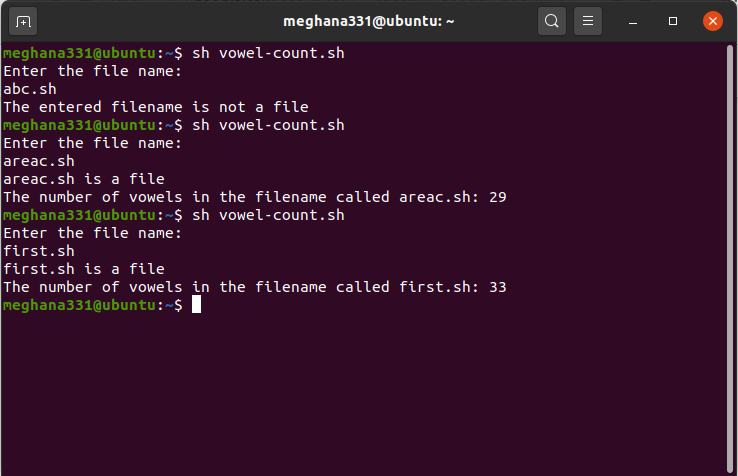 meghana331@ubuntu: ~
meghana331@ubuntu:~$ sh vowel-count.sh
Enter the file name:
abc.sh
The entered filename is not a file
meghana331@ubuntu:~$ sh vowel-count.sh
Enter the file name:
areac.sh
areac.sh is a file
The number of vowels in the filename called areac.sh: 29
meghana331@ubuntu:~$ sh vowel-count.sh
Enter the file name:
first.sh
first.sh is a file
The number of vowels in the filename called first.sh: 33
meghana331@ubuntu:~$